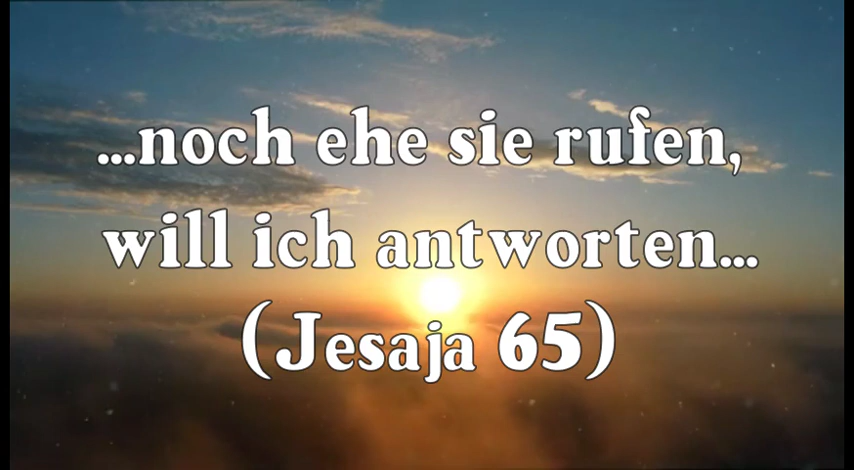 ...noch ehe sie rufen,
will ich antworten...
(Jesaja 65)